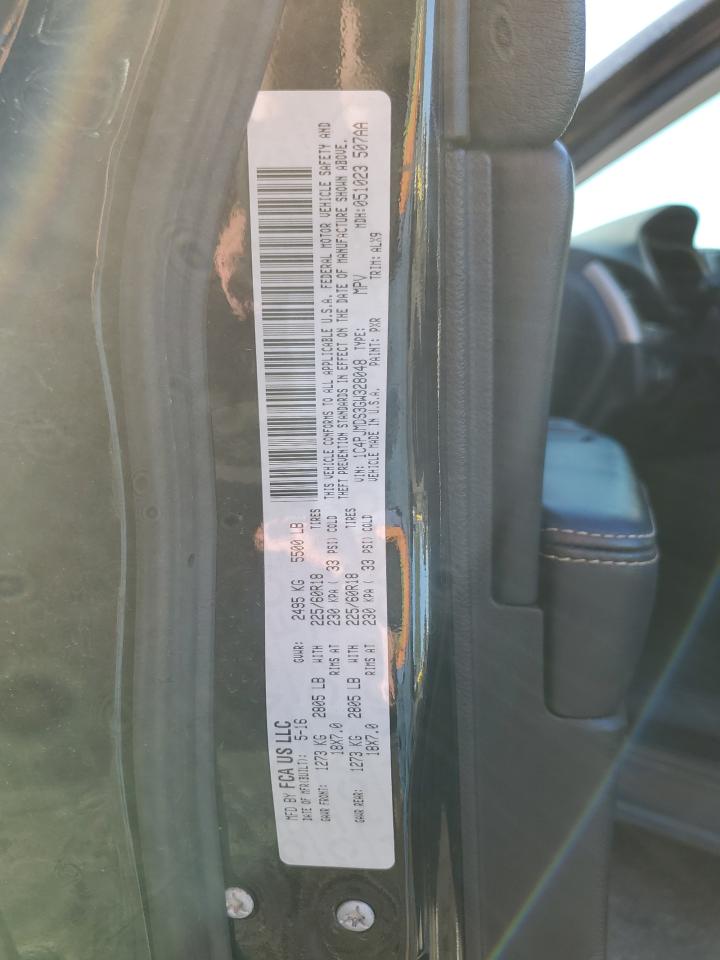 MFD BY FCA US LLC
DATE OF MFR(BUILT): 5-16 GVWR: 2495 KG 5500 LB
GAWR FRONT: 1273 KG 2805 LB WITH 225/60R18 TIRES
18X7.0 RIMS AT 230 KPA ( 33 PSI) COLD
GAWR REAR: 1273 KG 2805 LB WITH 225/60R18 TIRES
18X7.0 RIMS AT 230 KPA ( 33 PSI) COLD
THIS VEHICLE CONFORMS TO ALL APPLICABLE U.S.A. FEDERAL MOTOR VEHICLE SAFETY AND
THEFT PREVENTION STANDARDS IN EFFECT ON THE DATE OF MANUFACTURE SHOWN ABOVE.
VIN: 1C4PJMDS3GW328048 TYPE: MPV MDH:051023 507AA
VEHICLE MADE IN U.S.A. PAINT: PXR TRIM: ALX9